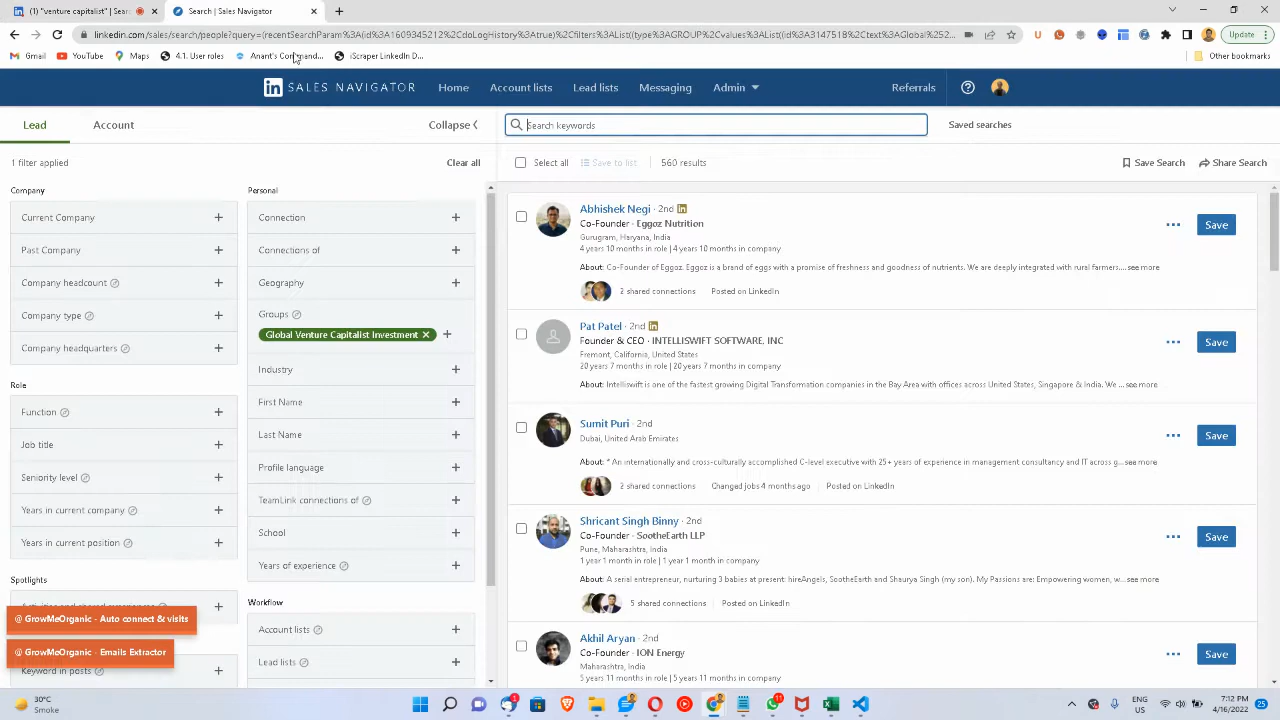 (1) "venture capitalist" | Sear
Search | Sales Navigator
linkedin.com/sales/search/people?query=(recentSearchParam%3A(id%3A1609345212%2CdoLogHistory%3Atrue)%2Cfilters%3AList((type%3AGROUP%2Cvalues%3AList((id%3A3147518%2Ctext%3AGlobal%2...
Update
Gmail
YouTube
Maps
4.1. User roles
Anant's Command...
iScraper LinkedIn D...
Other bookmarks
in SALES NAVIGATOR
Home
Account lists
Lead lists
Messaging
Admin
Referrals
Lead
Account
Collapse
Search keywords
Saved searches
1 filter applied
Clear all
Select all
Save to list
560 results
Save Search
Share Search
Company
Current Company
Past Company
Company headcount
Company type
Company headquarters
Role
Function
Job title
Seniority level
Years in current company
Years in current position
Spotlights
Activities and shared experiences
@ GrowMeOrganic - Auto connect & visits
@ GrowMeOrganic - Emails Extractor
Keyword in posts
Personal
Connection
Connections of
Geography
Groups
Global Venture Capitalist Investment
Industry
First Name
Last Name
Profile language
TeamLink connections of
School
Years of experience
Workflow
Account lists
Lead lists
Abhishek Negi · 2nd
Co-Founder · Eggoz Nutrition
Gurugram, Haryana, India
4 years 10 months in role | 4 years 10 months in company
About: Co-Founder of Eggoz. Eggoz is a brand of eggs with a promise of freshness and goodness of nutrients. We are deeply integrated with rural farmers....see more
2 shared connections
Posted on LinkedIn
Save
Pat Patel · 2nd
Founder & CEO · INTELLISWIFT SOFTWARE, INC
Fremont, California, United States
20 years 7 months in role | 20 years 7 months in company
About: Intelliswift is one of the fastest growing Digital Transformation companies in the Bay Area with offices across United States, Singapore & India. We ...see more
Save
Sumit Puri · 2nd
Dubai, United Arab Emirates
About: * An internationally and cross-culturally accomplished C-level executive with 25+ years of experience in management consultancy and IT across g...see more
2 shared connections
Changed jobs 4 months ago
Posted on LinkedIn
Save
Shricant Singh Binny · 2nd
Co-Founder · SootheEarth LLP
Pune, Maharashtra, India
1 year 1 month in role | 1 year 1 month in company
About: A serial entrepreneur, nurturing 3 babies at present: hireAngels, SootheEarth and Shaurya Singh (my son). My Passions are: Empowering women, w...see more
5 shared connections
Posted on LinkedIn
Save
Akhil Aryan · 2nd
Co-Founder · ION Energy
Maharashtra, India
5 years 11 months in role | 5 years 11 months in company
Save
30°C
Smoke
ENG
US
7:12 PM
4/16/2022